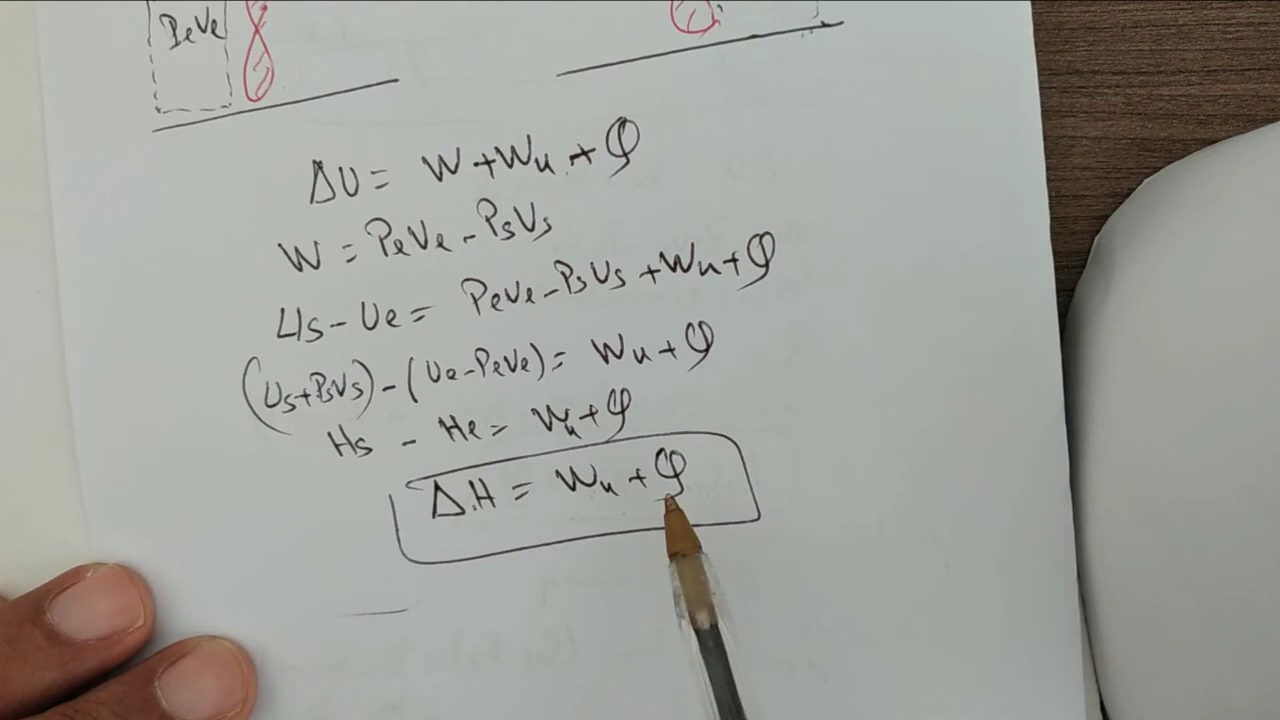 PeVe
ΔU = W + Wu + φ
W = PeVe - PsVs
Us - Ue = PeVe - PsVs + Wu + φ
(Us + PsVs) - (Ue - PeVe) = Wu + φ
Hs - He = Wu + φ
Δ.H = Wu + φ